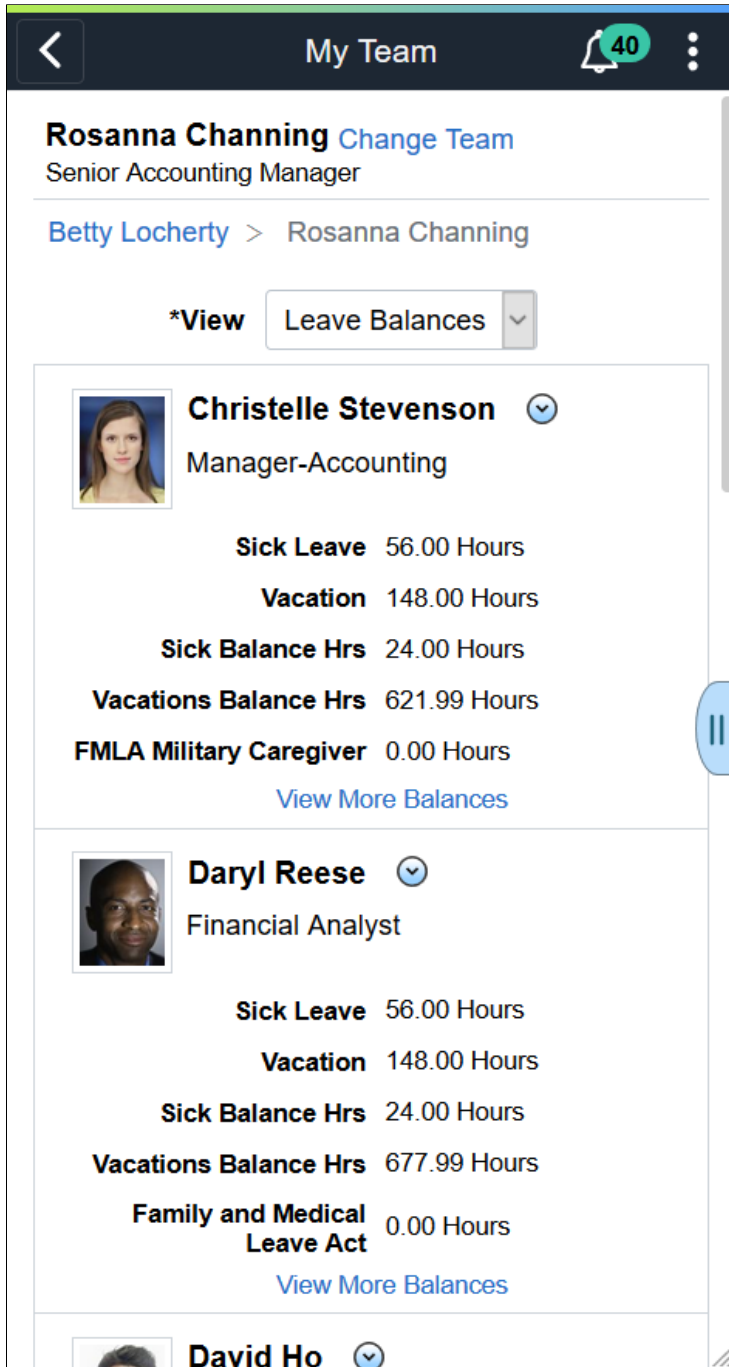 My Team
40
Rosanna Channing Change Team
Senior Accounting Manager
Betty Locherty > Rosanna Channing
*View Leave Balances
Christelle Stevenson
Manager-Accounting
Sick Leave 56.00 Hours
Vacation 148.00 Hours
Sick Balance Hrs 24.00 Hours
Vacations Balance Hrs 621.99 Hours
FMLA Military Caregiver 0.00 Hours
View More Balances
Daryl Reese
Financial Analyst
Sick Leave 56.00 Hours
Vacation 148.00 Hours
Sick Balance Hrs 24.00 Hours
Vacations Balance Hrs 677.99 Hours
Family and Medical
Leave Act 0.00 Hours
View More Balances
David Ho